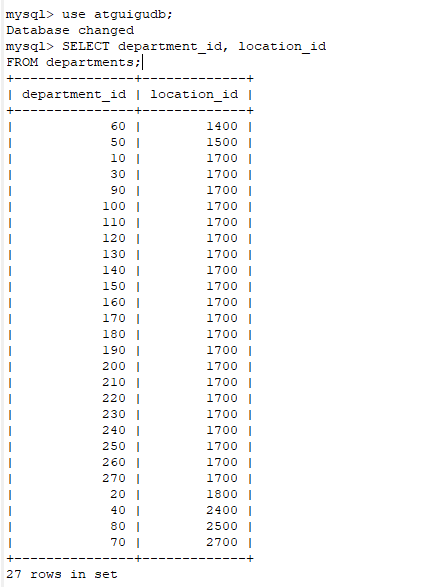 mysql> use atguigudb;
Database changed
mysql> SELECT department_id, location_id
FROM departments;
+---------------+-------------+
| department_id | location_id |
+---------------+-------------+
|            60 |        1400 |
|            50 |        1500 |
|            10 |        1700 |
|            30 |        1700 |
|            90 |        1700 |
|           100 |        1700 |
|           110 |        1700 |
|           120 |        1700 |
|           130 |        1700 |
|           140 |        1700 |
|           150 |        1700 |
|           160 |        1700 |
|           170 |        1700 |
|           180 |        1700 |
|           190 |        1700 |
|           200 |        1700 |
|           210 |        1700 |
|           220 |        1700 |
|           230 |        1700 |
|           240 |        1700 |
|           250 |        1700 |
|           260 |        1700 |
|           270 |        1700 |
|            20 |        1800 |
|            40 |        2400 |
|            80 |        2500 |
|            70 |        2700 |
+---------------+-------------+
27 rows in set